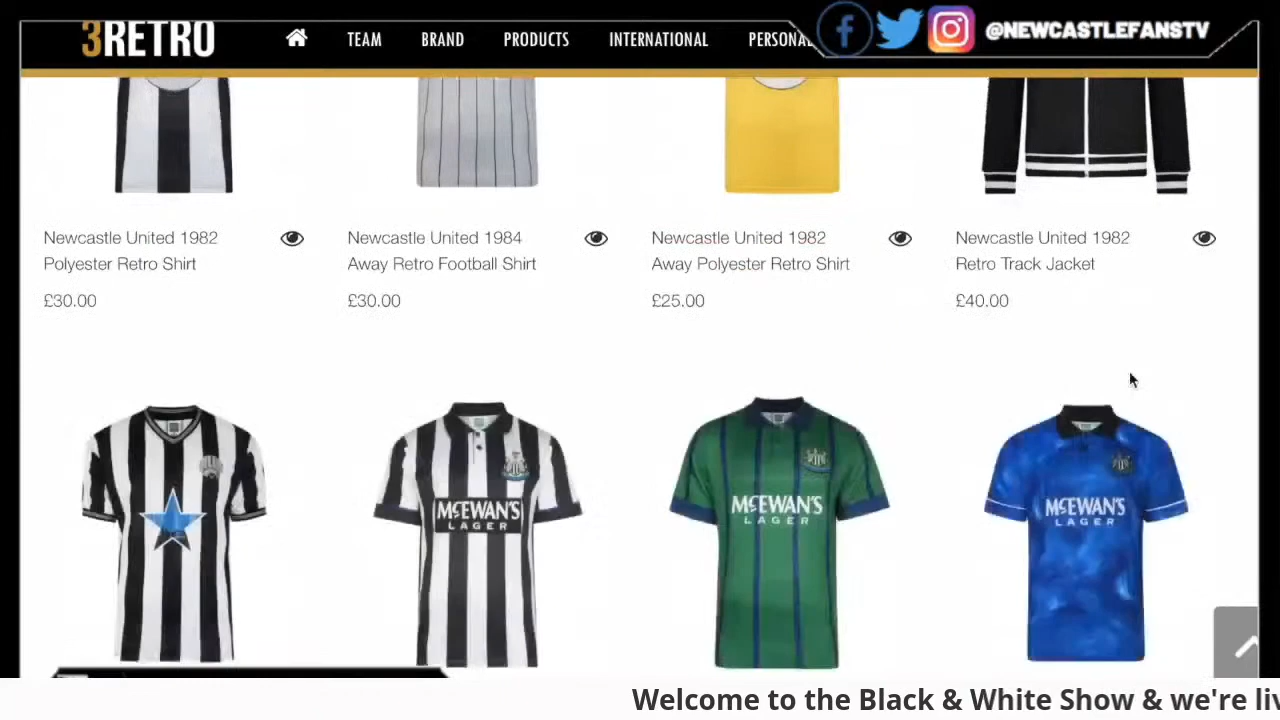 3RETRO
TEAM
BRAND
PRODUCTS
INTERNATIONAL
@NEWCASTLEFANSTV
Newcastle United 1982
Polyester Retro Shirt
£30.00
Newcastle United 1984
Away Retro Football Shirt
£30.00
Newcastle United 1982
Away Polyester Retro Shirt
£25.00
Newcastle United 1982
Retro Track Jacket
£40.00
McEWAN'S
LAGER
McEWAN'S
LAGER
McEWAN'S
LAGER
Welcome to the Black & White Show & we're